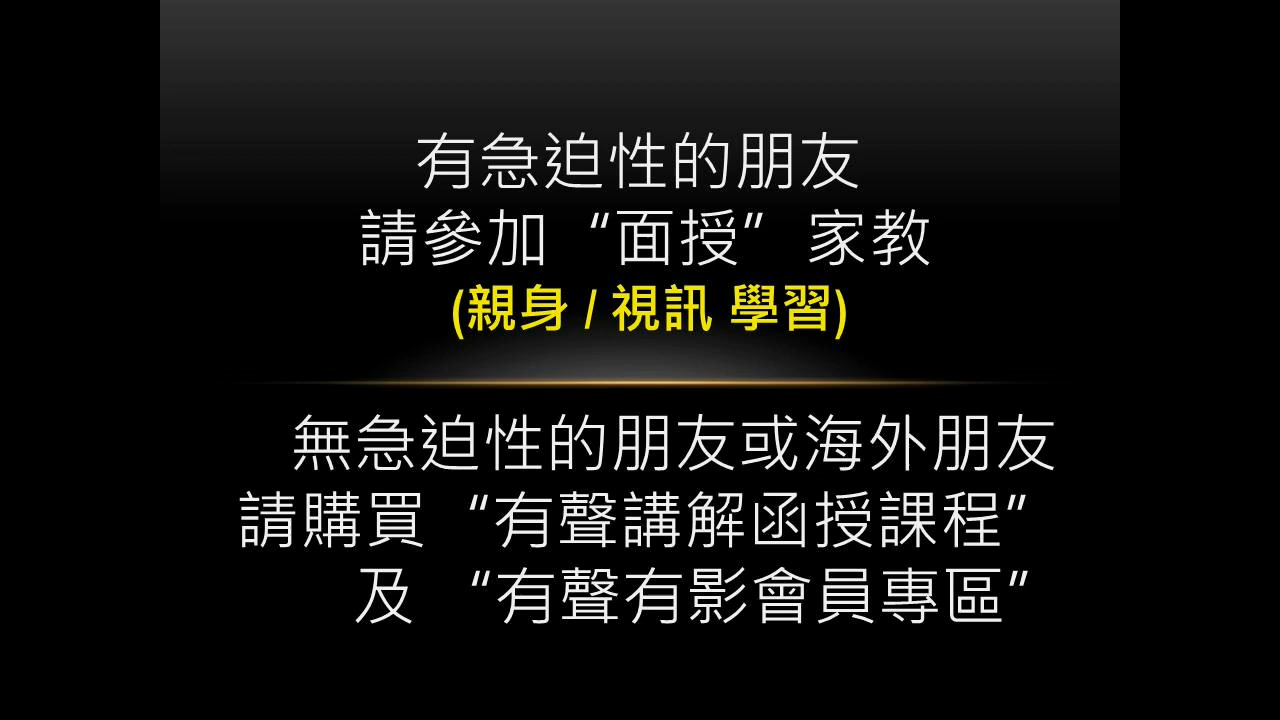 有急迫性的朋友
請參加 “面授” 家教
(親身 / 視訊 學習)
無急迫性的朋友或海外朋友
請購買 “有聲講解函授課程”
及 “有聲有影會員專區”